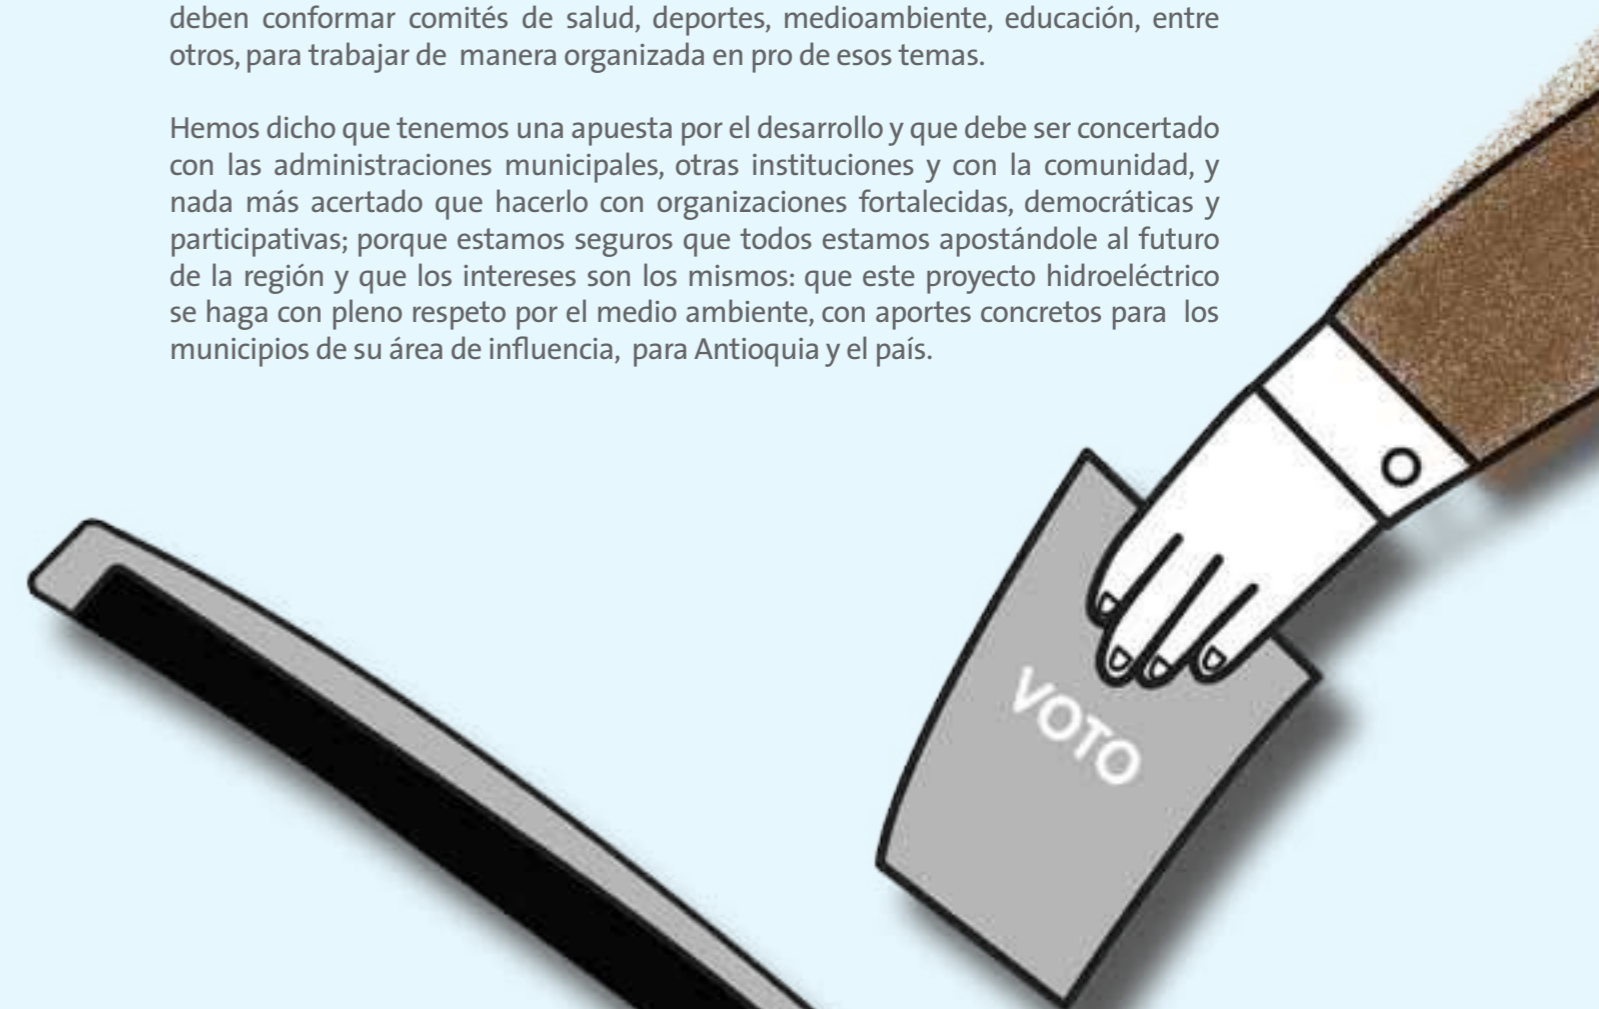 deben conformar comités de salud, deportes, medioambiente, educación, entre
otros, para trabajar de manera organizada en pro de esos temas.
Hemos dicho que tenemos una apuesta por el desarrollo y que debe ser concertado
con las administraciones municipales, otras instituciones y con la comunidad, y
nada más acertado que hacerlo con organizaciones fortalecidas, democráticas y
participativas; porque estamos seguros que todos estamos apostándole al futuro
de la región y que los intereses son los mismos: que este proyecto hidroeléctrico
se haga con pleno respeto por el medio ambiente, con aportes concretos para los
municipios de su área de influencia, para Antioquia y el país.
VOTO